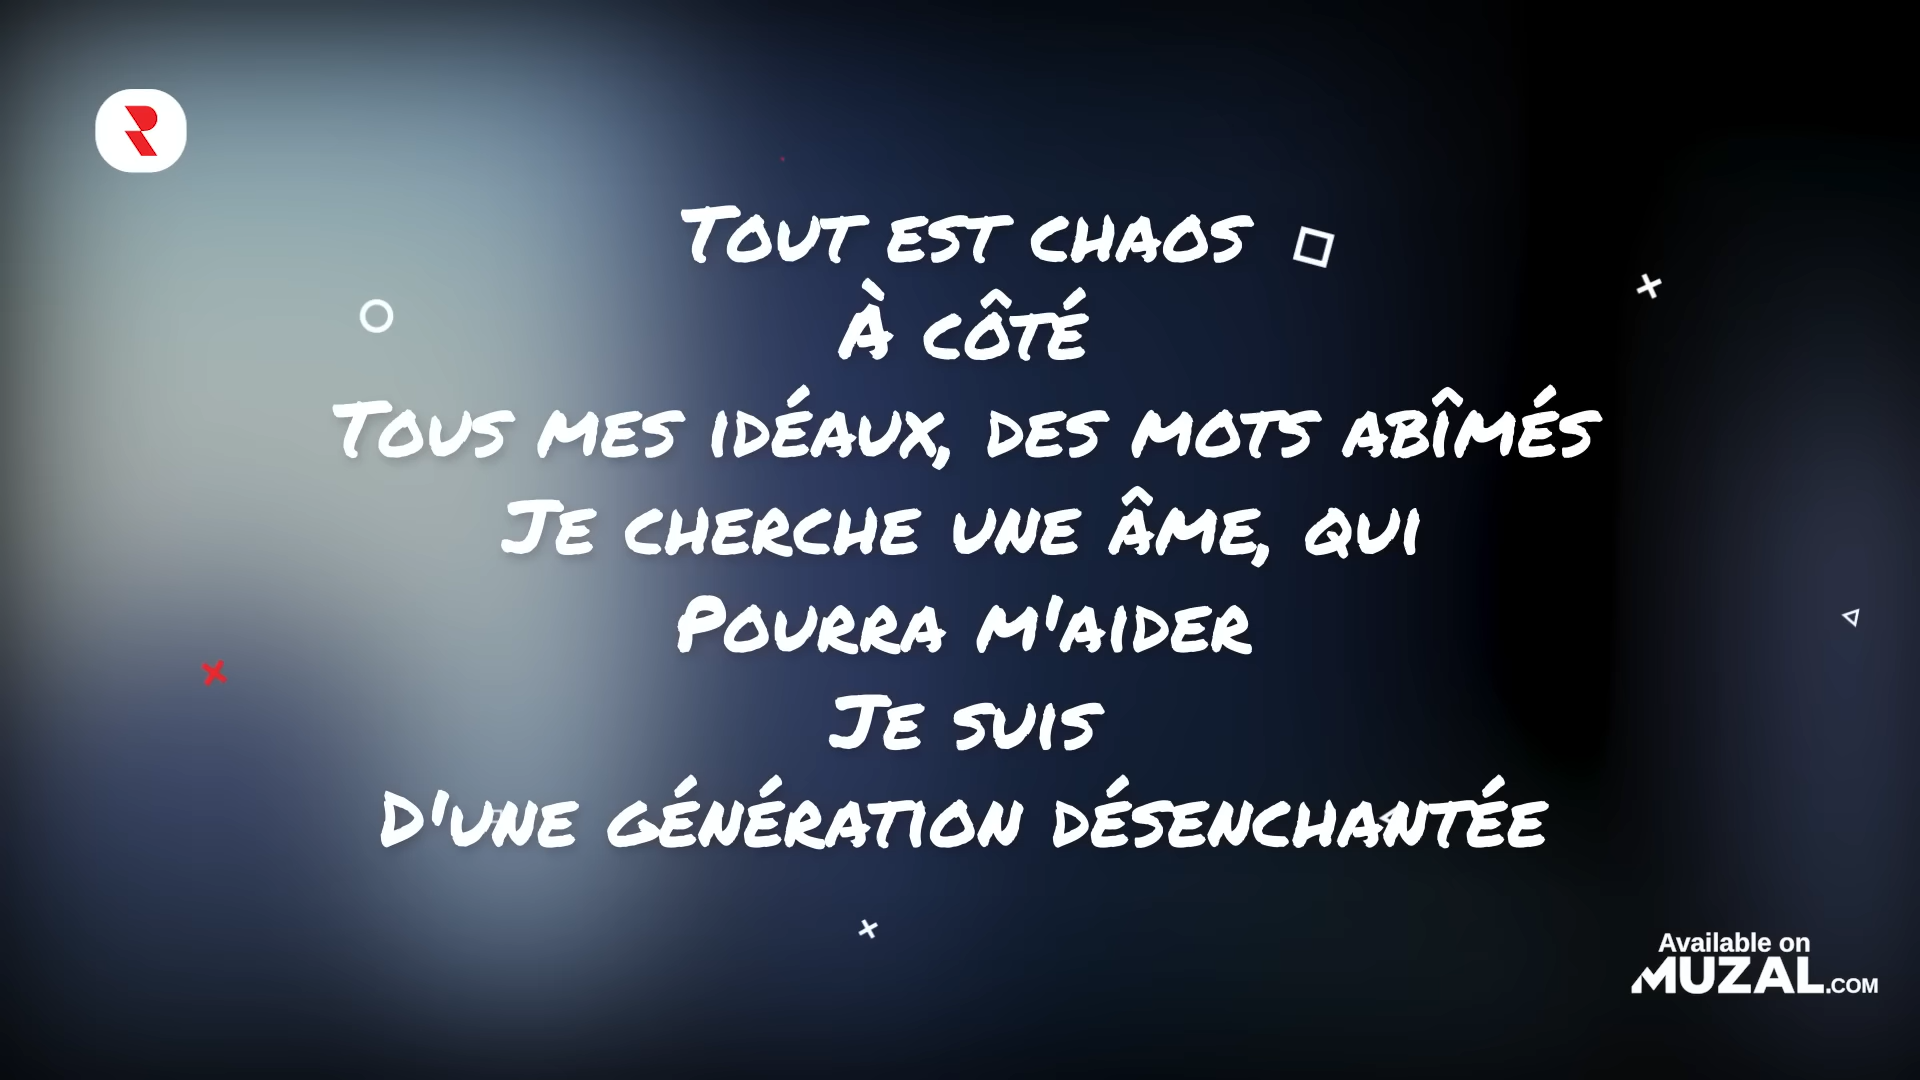 Tout est chaos
À côté
Tous mes idéaux, des mots abîmés
Je cherche une âme, qui
Pourra m'aider
Je suis
D'une génération désenchantée
Available on
MUZAL.COM